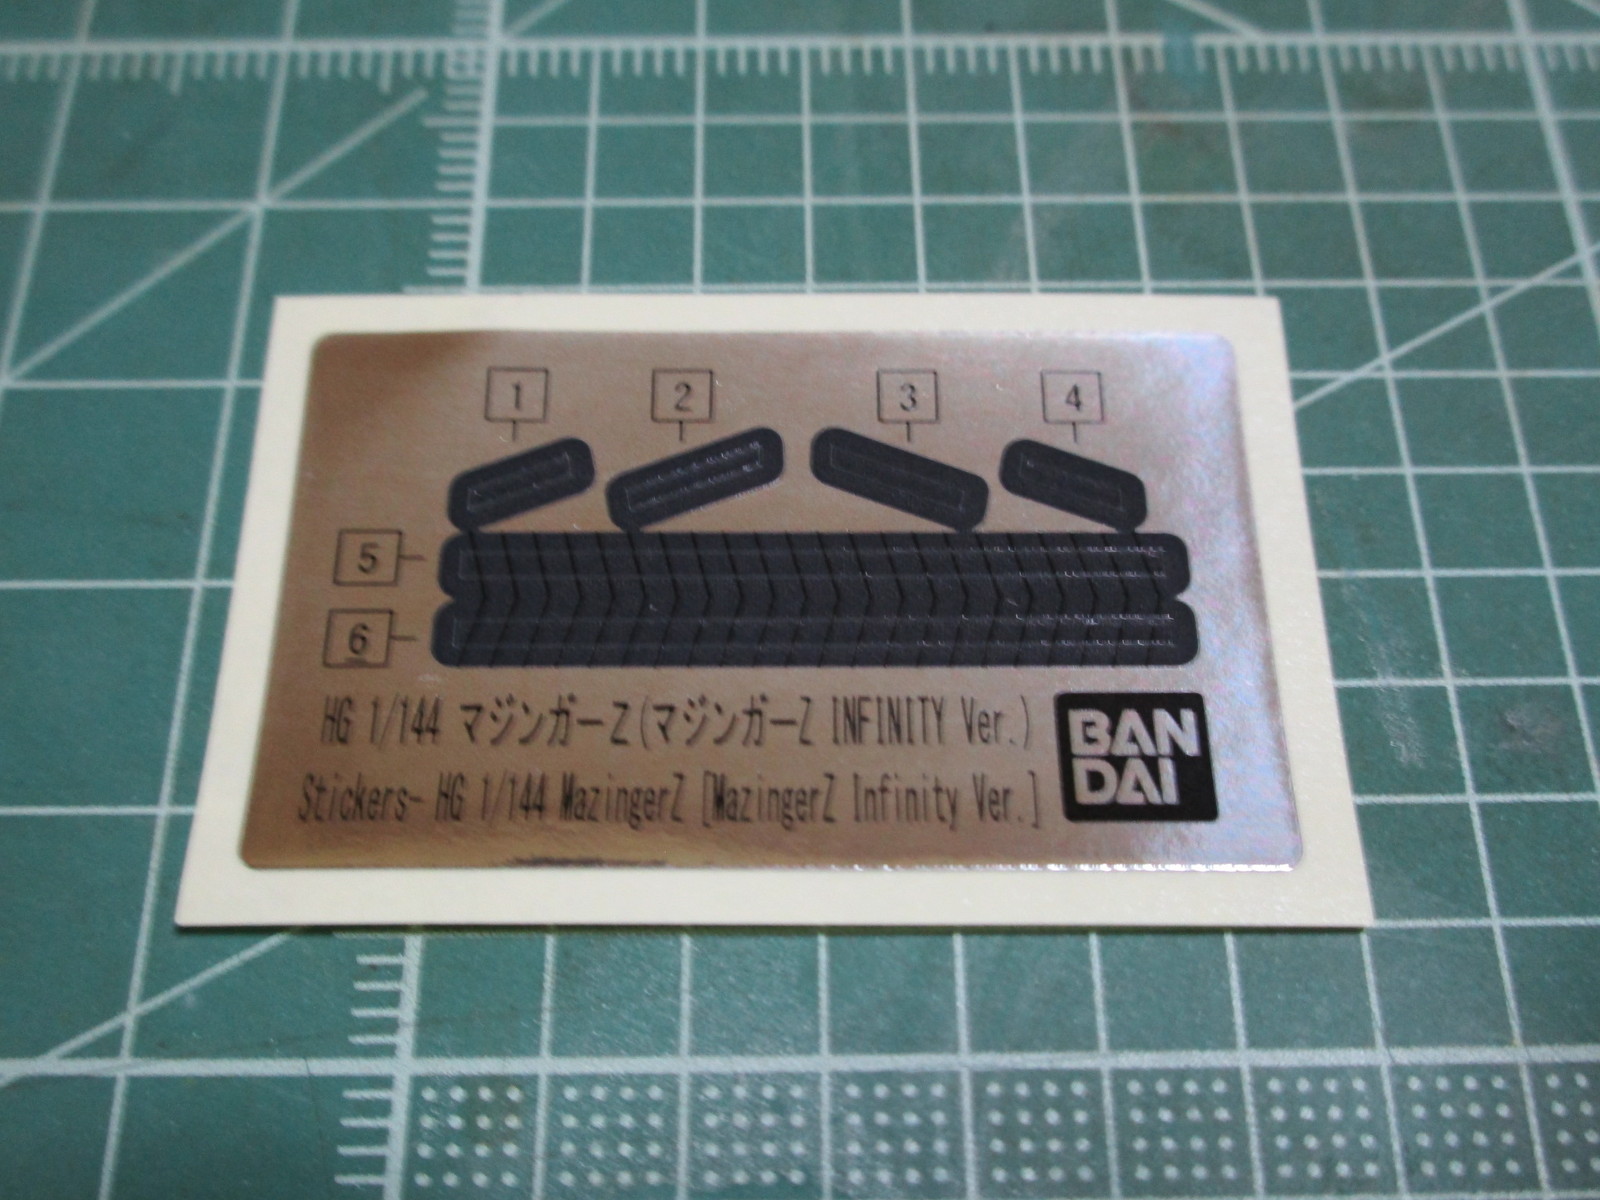 1 2 3 4
5
6
HG 1/144 マジンガーZ(マジンガーZ INFINITY Ver.)
Stickers- HG 1/144 MazingerZ [MazingerZ Infinity Ver.]
BAN
DAI